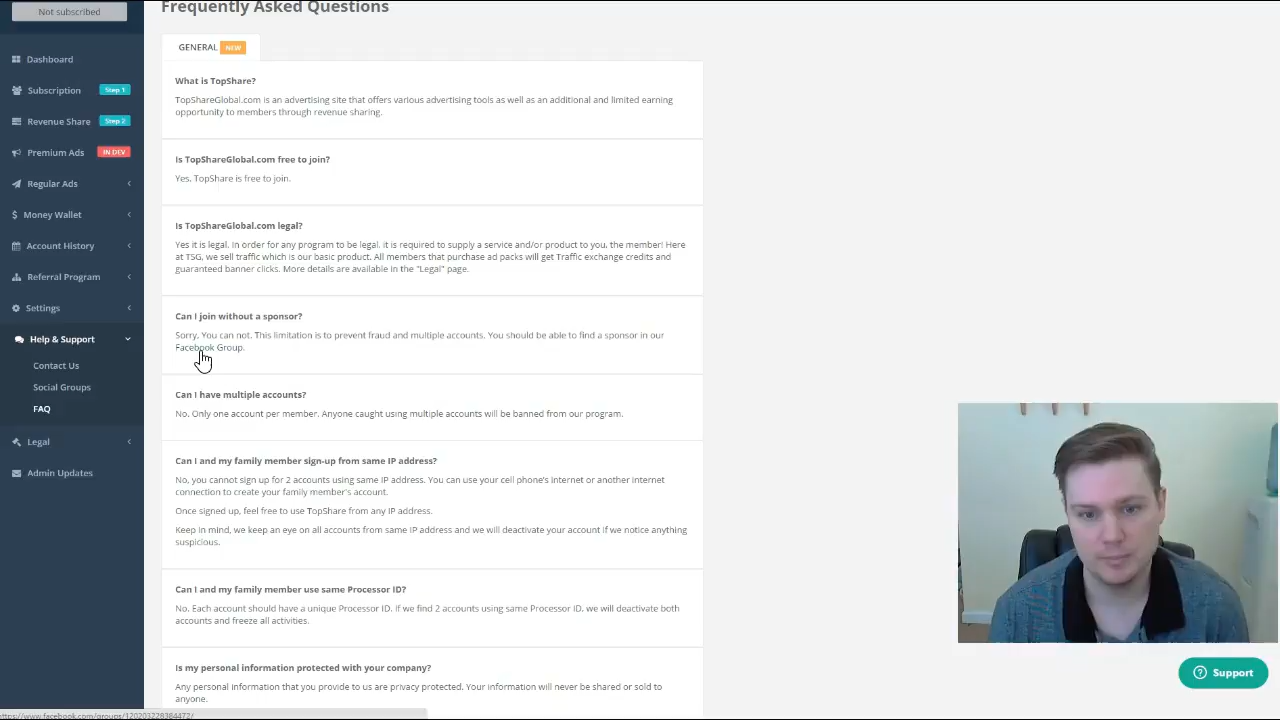 Not subscribed
Dashboard
Subscription Step 1
Revenue Share Step 2
Premium Ads IN DEV
Regular Ads
Money Wallet
Account History
Referral Program
Settings
Help & Support
Contact Us
Social Groups
FAQ
Legal
Admin Updates
Frequently Asked Questions
GENERAL NEW
What is TopShare?
TopShareGlobal.com is an advertising site that offers various advertising tools as well as an additional and limited earning
opportunity to members through revenue sharing.
Is TopShareGlobal.com free to join?
Yes, TopShare is free to join.
Is TopShareGlobal.com legal?
Yes it is legal. In order for any program to be legal, it is required to supply a service and/or product to you, the member! Here
at TSG, we sell traffic which is our basic product. All members that purchase ad packs will get Traffic exchange credits and
guaranteed banner clicks. More details are available in the "Legal" page.
Can I join without a sponsor?
Sorry, You can not. This limitation is to prevent fraud and multiple accounts. You should be able to find a sponsor in our
Facebook Group.
Can I have multiple accounts?
No. Only one account per member. Anyone caught using multiple accounts will be banned from our program.
Can I and my family member sign-up from same IP address?
No, you cannot sign up for 2 accounts using same IP address. You can use your cell phone's internet or another internet
connection to create your family member's account.
Once signed up, feel free to use TopShare from any IP address.
Keep in mind, we keep an eye on all accounts from same IP address and we will deactivate your account if we notice anything
suspicious.
Can I and my family member use same Processor ID?
No. Each account should have a unique Processor ID. If we find 2 accounts using same Processor ID, we will deactivate both
accounts and freeze all activities.
Is my personal information protected with your company?
Any personal information that you provide to us are privacy protected. Your information will never be shared or sold to
anyone.
Support
https://www.facebook.com/groups/120203228384472/